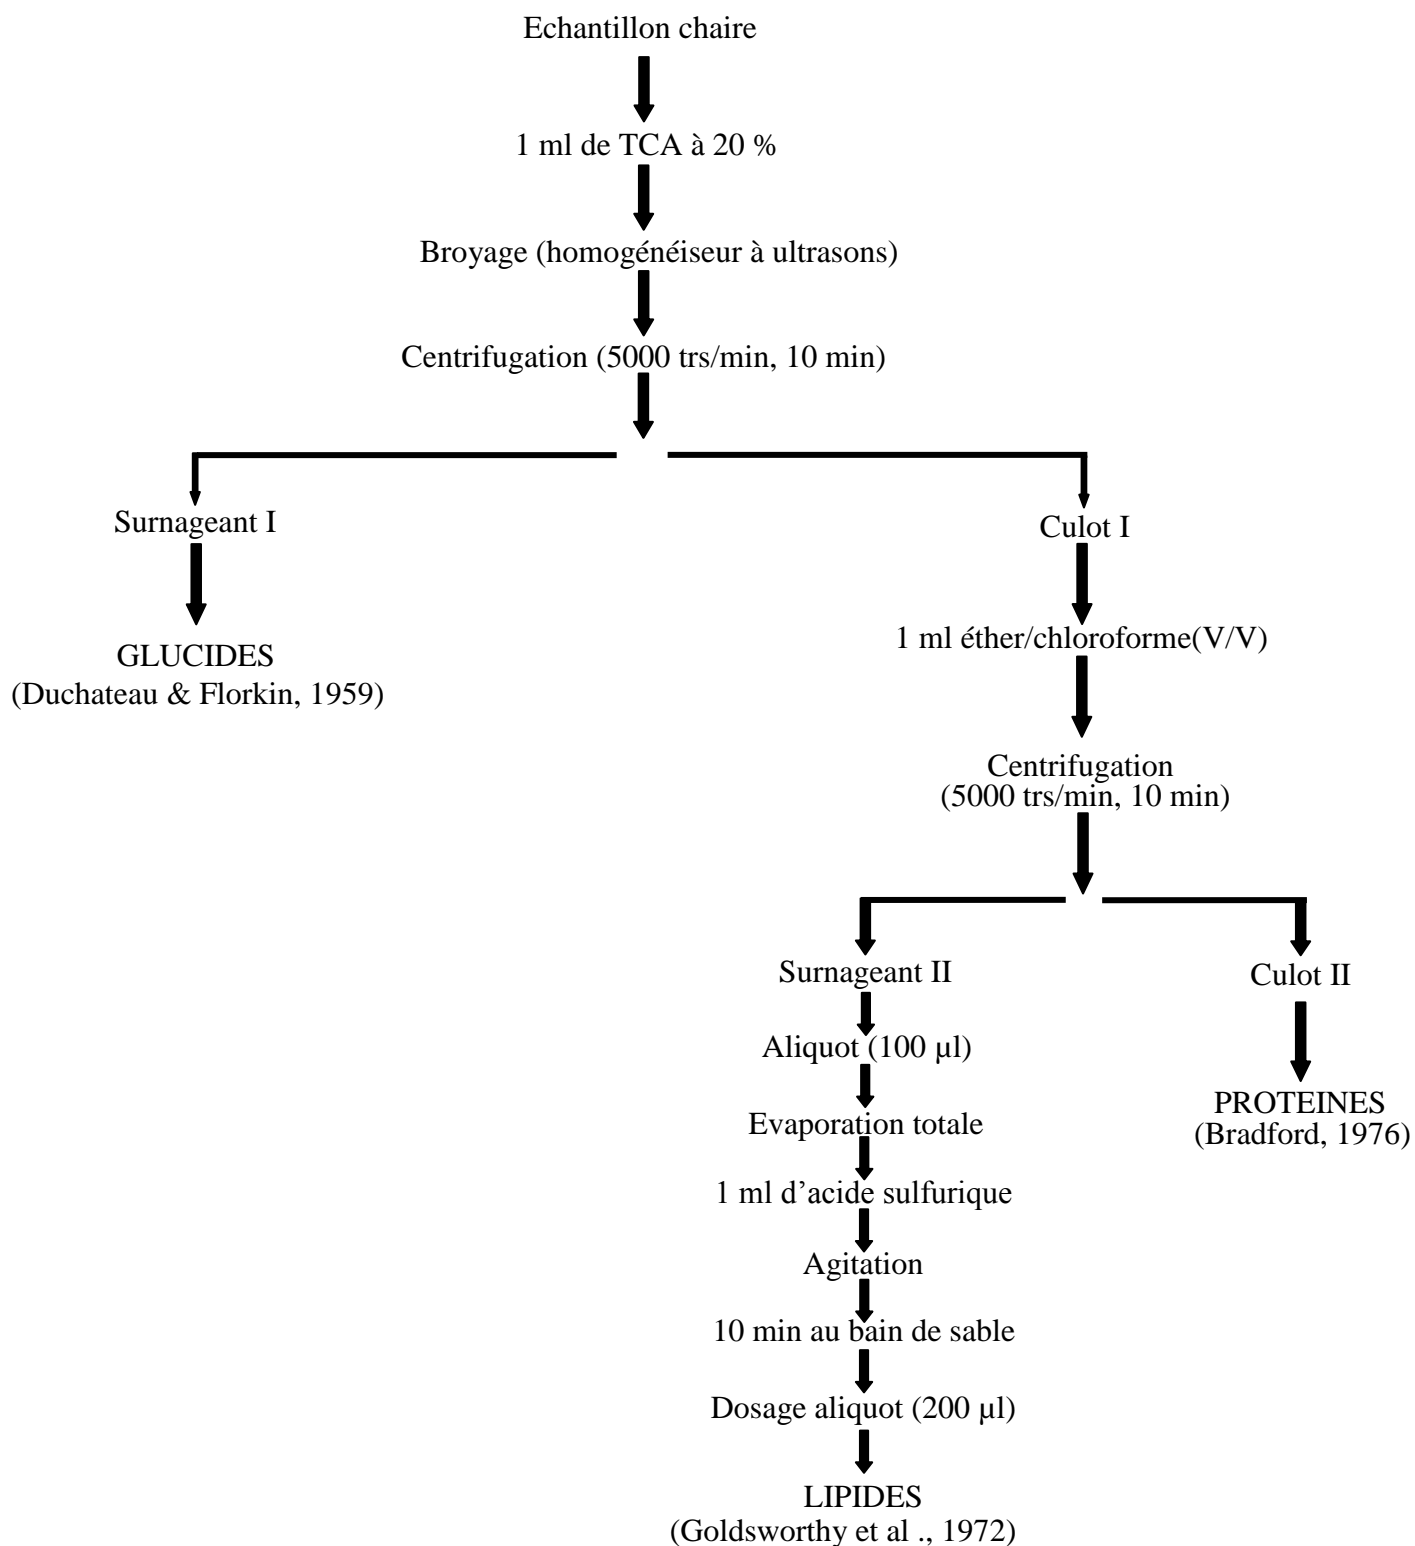 Echantillon chaire
1 ml de TCA à 20 %
Broyage (homogénéiseur à ultrasons)
Centrifugation (5000 trs/min, 10 min)
Surnageant I
Culot I
GLUCIDES
(Duchateau & Florkin, 1959)
1 ml éther/chloroforme(V/V)
Centrifugation
(5000 trs/min, 10 min)
Surnageant II
Culot II
Aliquot (100 µl)
Evaporation totale
1 ml d’acide sulfurique
Agitation
10 min au bain de sable
Dosage aliquot (200 µl)
LIPIDES
(Goldsworthy et al ., 1972)
PROTEINES
(Bradford, 1976)